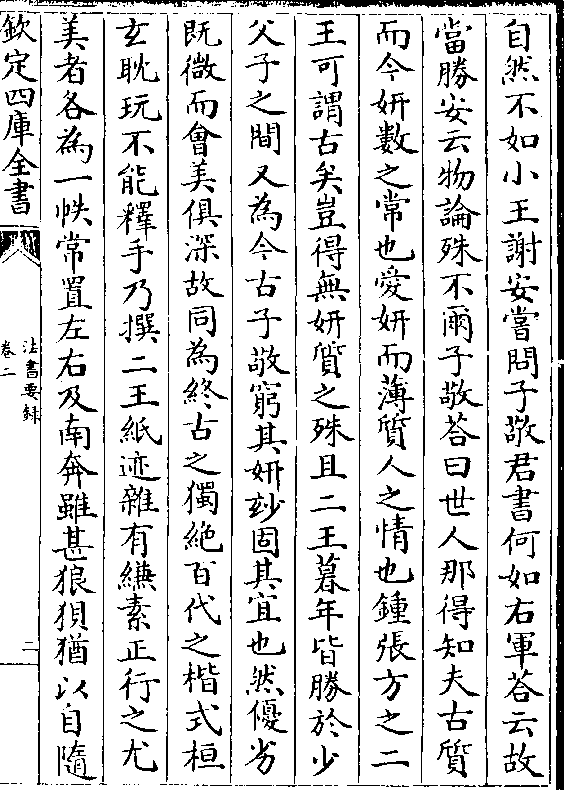 自然不如小王謝安嘗問子敬君書何如右軍荅云故
當勝安云物論殊不爾子敬荅曰世人那得知夫古質
而今妍數之常也愛妍而薄質人之情也鍾張方之二
王可謂古矣豈得無妍質之殊且二王暮年皆勝於少
父子之間又為今古子敬窮其妍玅固其宜也然優劣
既微而會美俱深故同為終古之獨絶百代之楷式桓
玄耽玩不能釋手乃撰二王紙迹雜有縑素正行之尤
美者各為一帙常置左右及南奔雖甚狼狽猶以自隨
欽定四庫全書
法書要録
卷二
二